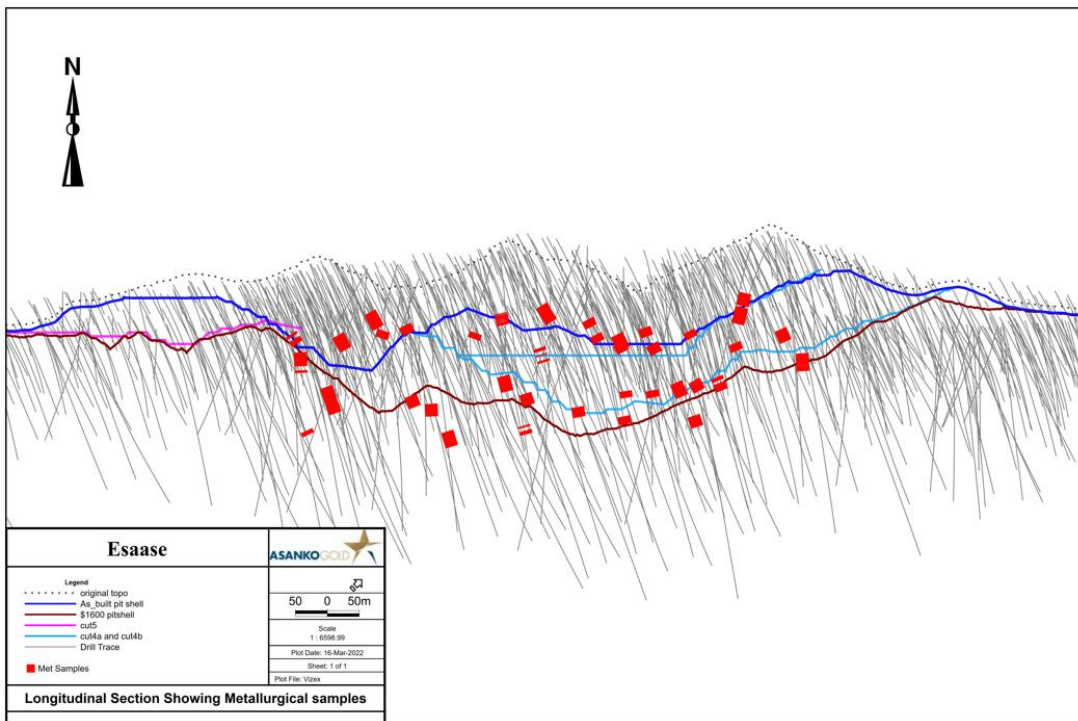 N
Esaase
ASANKOGOLD
Legend
original topo
As_built pit shell
$1600 pitshell
cut5
cut4a and cut4b
Drill Trace
Met Samples
50 0 50m
Scale
1 : 6598.99
Plot Date: 16-Mar-2022
Sheet: 1 of 1
Plot File: Vizex
Longitudinal Section Showing Metallurgical samples